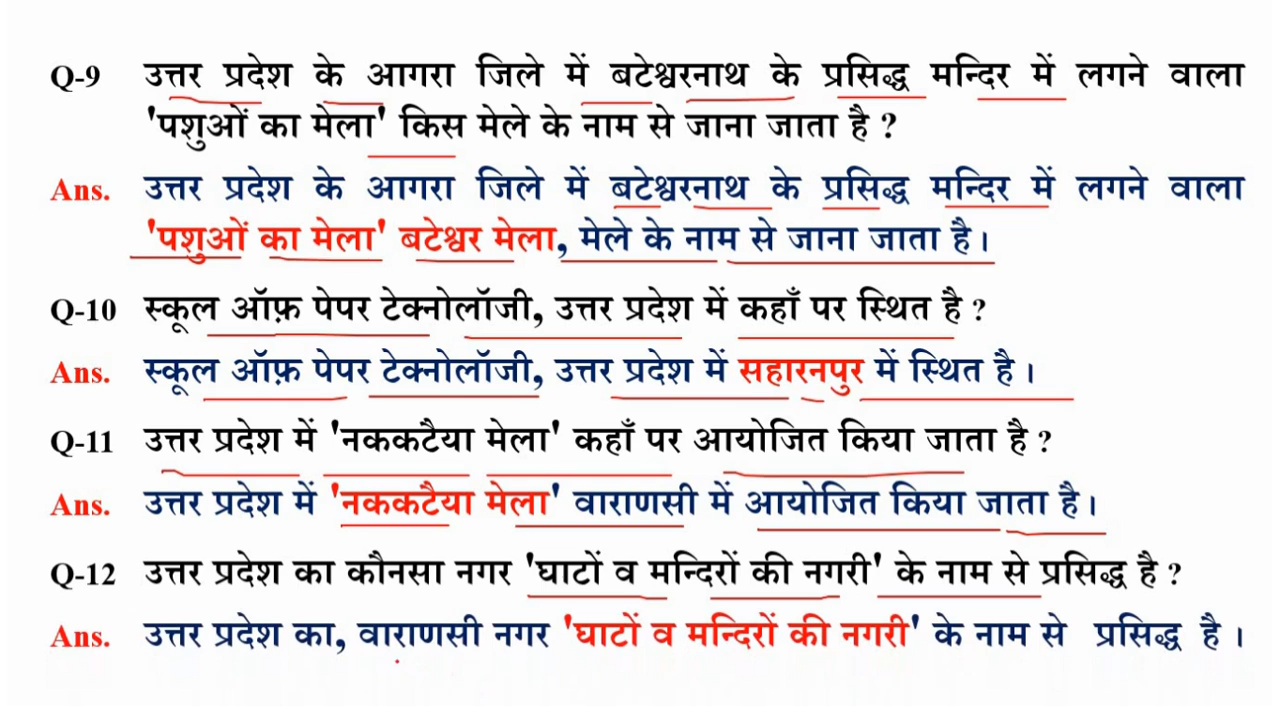 Q-9 उत्तर प्रदेश के आगरा जिले में बटेश्वरनाथ के प्रसिद्ध मन्दिर में लगने वाला
'पशुओं का मेला' किस मेले के नाम से जाना जाता है ?
Ans. उत्तर प्रदेश के आगरा जिले में बटेश्वरनाथ के प्रसिद्ध मन्दिर में लगने वाला
'पशुओं का मेला' बटेश्वर मेला, मेले के नाम से जाना जाता है।
Q-10 स्कूल ऑफ़ पेपर टेक्नोलॉजी, उत्तर प्रदेश में कहाँ पर स्थित है ?
Ans. स्कूल ऑफ़ पेपर टेक्नोलॉजी, उत्तर प्रदेश में सहारनपुर में स्थित है।
Q-11 उत्तर प्रदेश में 'नककटैया मेला' कहाँ पर आयोजित किया जाता है ?
Ans. उत्तर प्रदेश में 'नककटैया मेला' वाराणसी में आयोजित किया जाता है।
Q-12 उत्तर प्रदेश का कौनसा नगर 'घाटों व मन्दिरों की नगरी' के नाम से प्रसिद्ध है ?
Ans. उत्तर प्रदेश का, वाराणसी नगर 'घाटों व मन्दिरों की नगरी' के नाम से प्रसिद्ध है ।